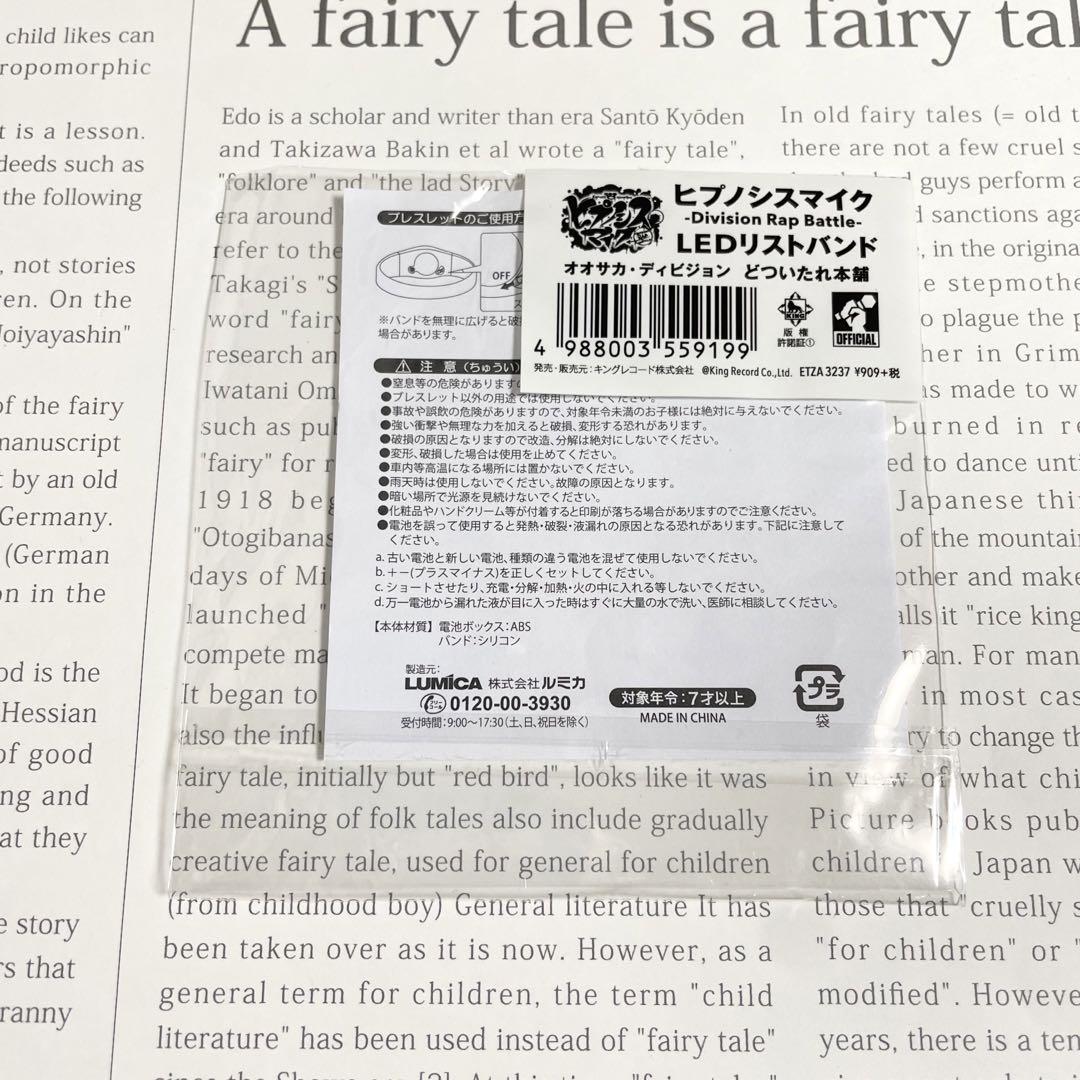 A fairy tale is a fairy tal
child likes can
ropomorphic
t is a lesson.
deeds such as
the following
, not stories
ren. On the
Joiyayashin"
of the fairy
manuscript
t by an old
Germany.
(German
on in the
od is the
Hessian
of good
ng and
at they
e story
rs that
ranny
Edo is a scholar and writer than era Santō Kyōden
and Takizawa Bakin et al wrote a "fairy tale",
"folklore" and "the lad Story"
era around
refer to the
Takagi's "S
word "fairy
research an
Iwatani Om
such as pu
"fairy" for
1918 beg
"Otogibanas
days of Mi
launched "
compete ma
It began to
also the influ
fairy tale, initially but "red bird", looks like it was
the meaning of folk tales also include gradually
creative fairy tale, used for general for children
(from childhood boy) General literature It has
been taken over as it is now. However, as a
general term for children, the term "child
literature" has been used instead of "fairy tale"
In old fairy tales (= old t
there are not a few cruel s
guys perform a
sanctions aga
, in the origina
e stepmothe
o plague the p
her in Grim
as made to w
burned in re
ed to dance unti
Japanese thi
of the mountai
other and make
alls it "rice king
man. For man
in most cas
ry to change th
in view of what chi
Picture books pub
children Japan w
those that "cruelly s
"for children" or "
modified". Howeve
years, there is a ten
ブレスレットのご使用方
OFF
※バンドを無理に広げると破
場合があります。
注 意 (ちゅうい)
●窒息等の危険がありますの
●ブレスレット以外の用途では使用しないでください。
●事故や誤飲の危険がありますので、対象年令未満のお子様には絶対に与えないでください。
●強い衝撃や無理な力を加えると破損、変形する恐れがあります。
●破損の原因となりますので改造、分解は絶対にしないでください。
●変形、破損した場合は使用を止めてください。
●車内等高温になる場所には置かないでください。
●雨天時は使用しないでください。故障の原因となります。
●暗い場所で光源を見続けないでください。
●化粧品やハンドクリーム等が付着すると印刷が落ちる場合がありますのでご注意ください。
●電池を誤って使用すると発熱・破裂・液漏れの原因となる恐れがあります。下記に注意して
ください。
a. 古い電池と新しい電池、種類の違う電池を混ぜて使用しないでください。
b. +－(プラスマイナス)を正しくセットしてください。
c. ショートさせたり、充電・分解・加熱・火の中に入れる等しないでください。
d. 万一電池から漏れた液が目に入った時はすぐに大量の水で洗い、医師に相談してください。
【本体材質】 電池ボックス:ABS
バンド:シリコン
製造元:
LUMICA 株式会社 ルミカ
フリーコール 0120-00-3930
受付時間:9:00～17:30 (土、日、祝日を除く)
対象年令:7才以上
MADE IN CHINA
プラ
袋
ヒプノシスマイク
ヒプノシスマイク
-Division Rap Battle-
LEDリストバンド
オオサカ・ディビジョン どついたれ本舗
4 988003 559199
KING
版 権
許諾証①
OFFICIAL
発売・販売元:キングレコード株式会社 @King Record Co.,Ltd. ETZA 3237 ¥909+税